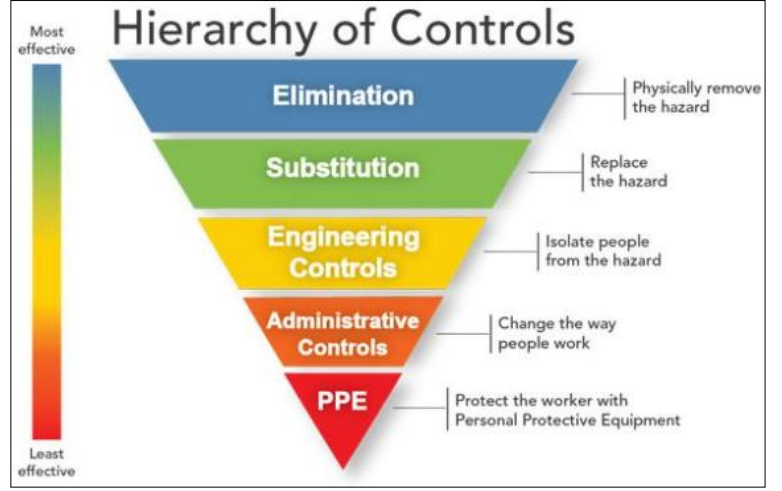 Hierarchy of Controls
Most
effective
Elimination
Physically remove
the hazard
Substitution
Replace
the hazard
Engineering
Controls
Isolate people
from the hazard
Administrative
Controls
Change the way
people work
PPE
Protect the worker with
Personal Protective Equipment
Least
effective